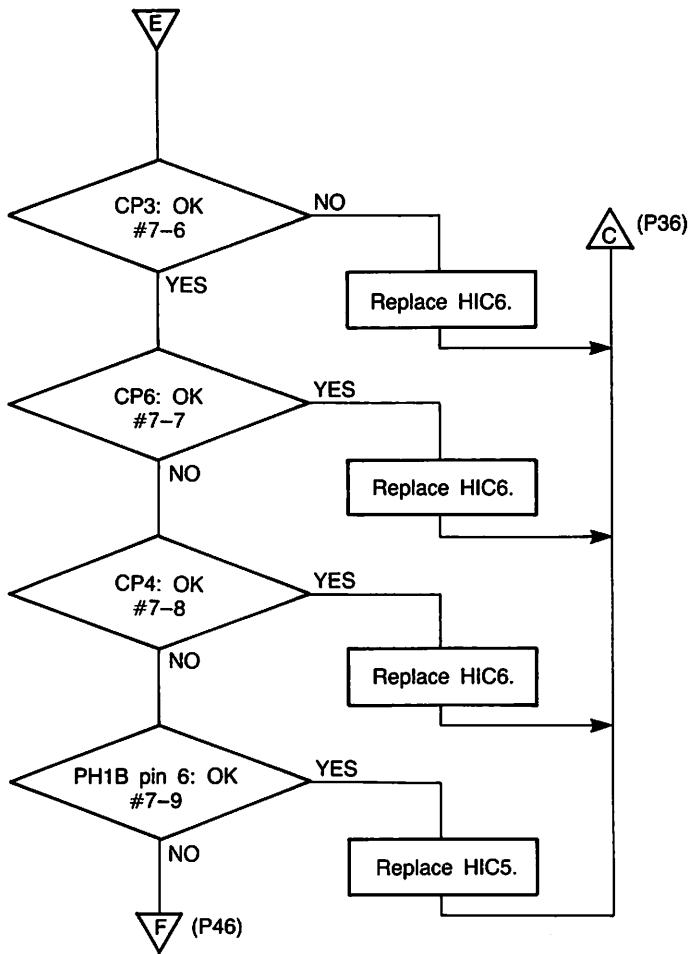 E
CP3: OK
#7–6
NO
YES
Replace HIC6.
C
(P36)
CP6: OK
#7–7
YES
NO
Replace HIC6.
CP4: OK
#7–8
YES
NO
Replace HIC6.
PH1B pin 6: OK
#7–9
YES
NO
Replace HIC5.
F
(P46)